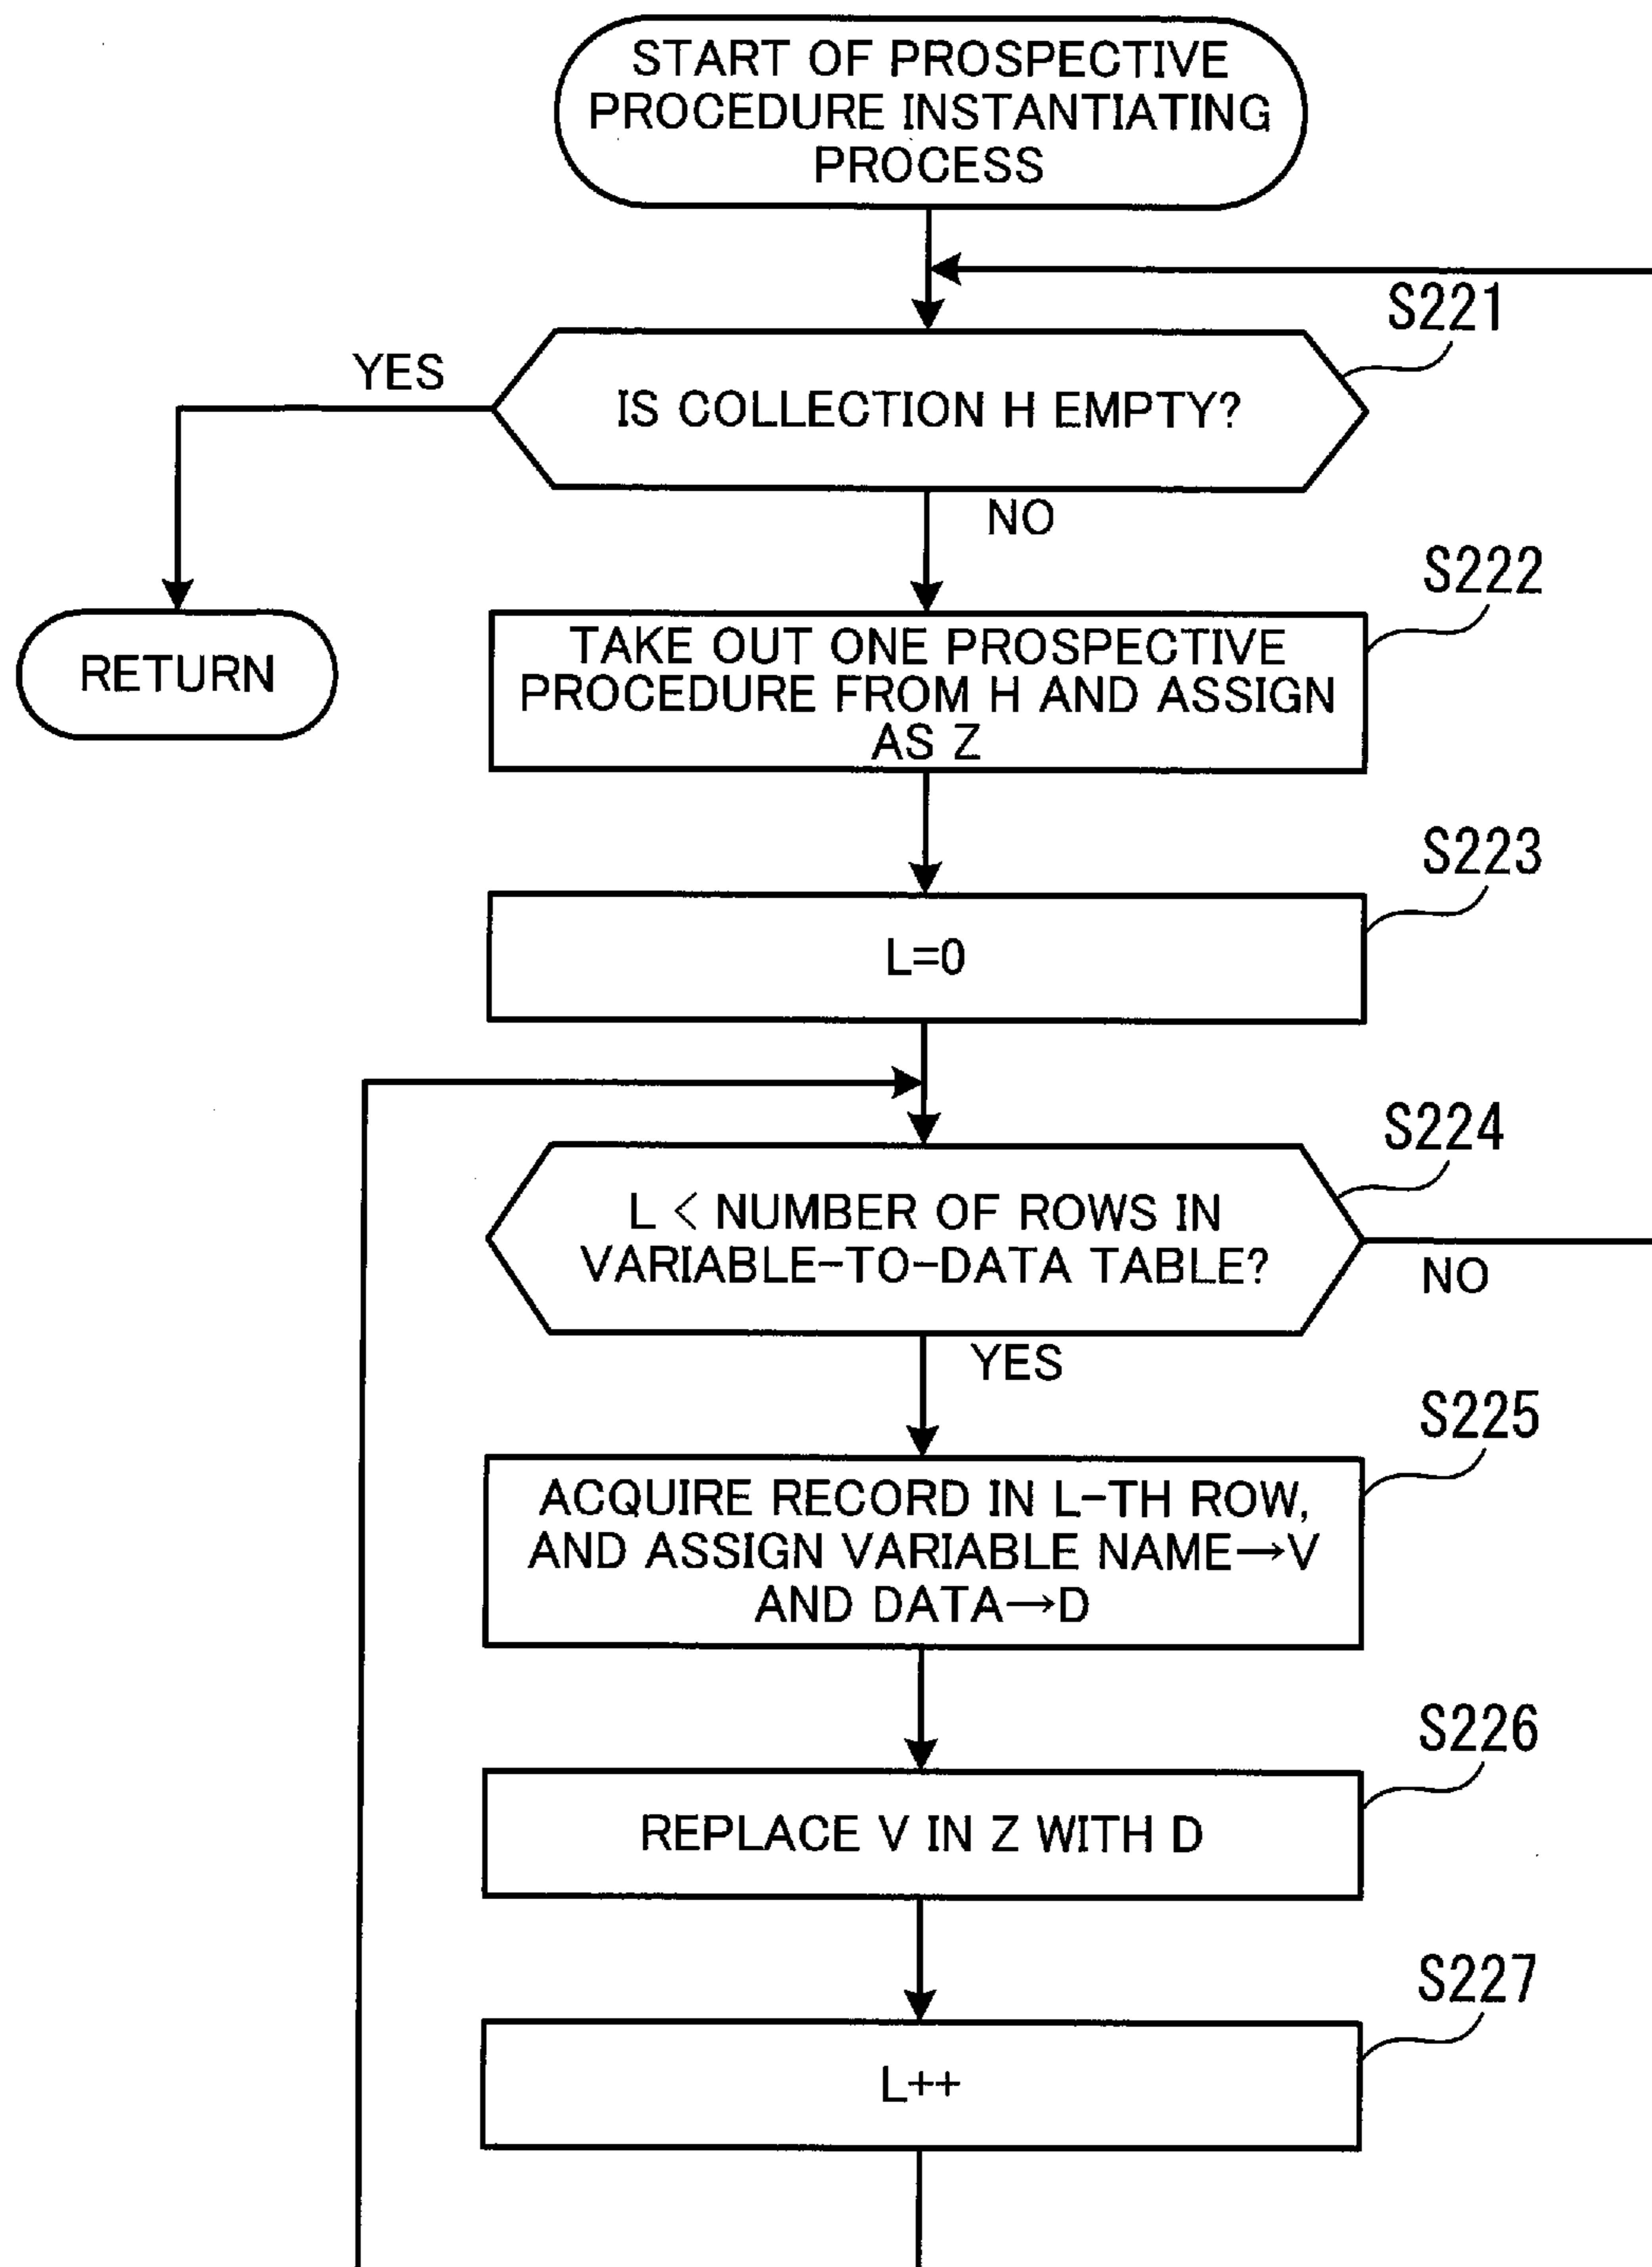 START OF PROSPECTIVE
PROCEDURE INSTANTIATING
PROCESS
S221
YES
IS COLLECTION H EMPTY?
NO
S222
RETURN
TAKE OUT ONE PROSPECTIVE
PROCEDURE FROM H AND ASSIGN
AS Z
S223
L=0
S224
L < NUMBER OF ROWS IN
VARIABLE-TO-DATA TABLE?
NO
YES
S225
ACQUIRE RECORD IN L-TH ROW,
AND ASSIGN VARIABLE NAME→V
AND DATA→D
S226
REPLACE V IN Z WITH D
S227
L++